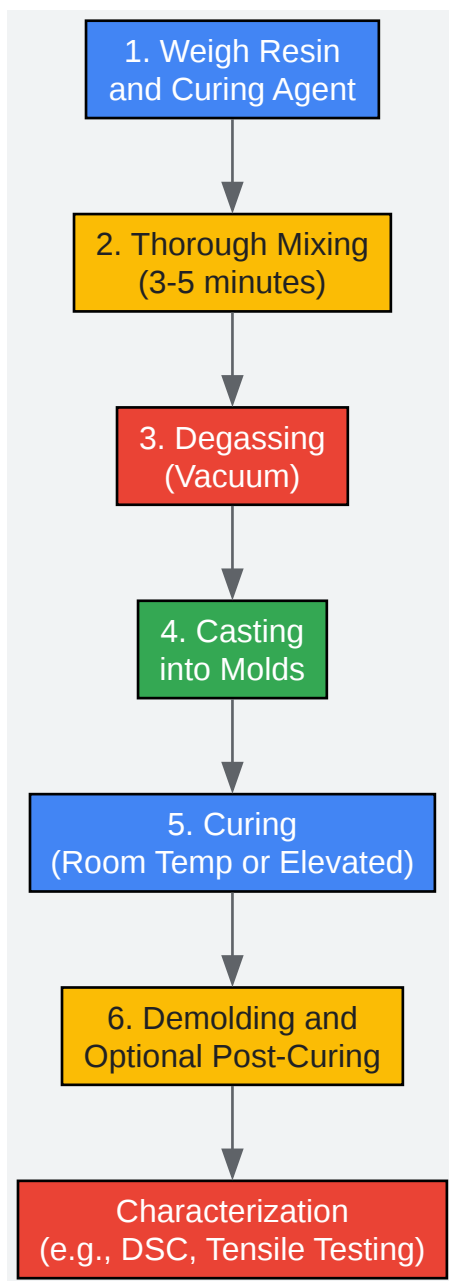 1. Weigh Resin
and Curing Agent
2. Thorough Mixing
(3-5 minutes)
3. Degassing
(Vacuum)
4. Casting
into Molds
5. Curing
(Room Temp or Elevated)
6. Demolding and
Optional Post-Curing
Characterization
(e.g., DSC, Tensile Testing)